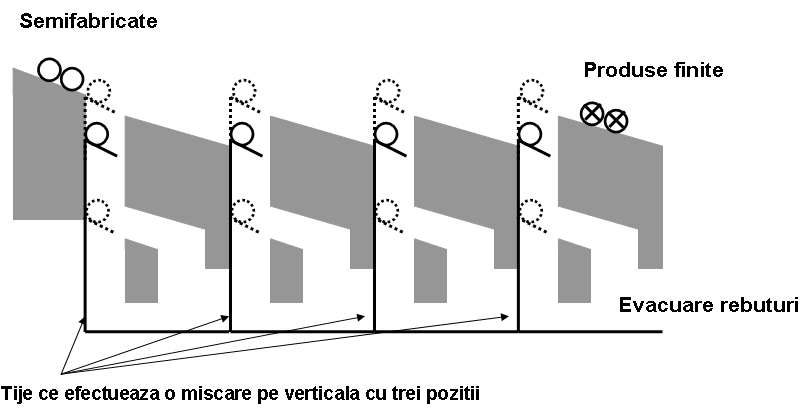 Semifabricate
Produse finite
Evacuare rebuturi
Tije ce efectueaza o miscare pe verticala cu trei pozitii